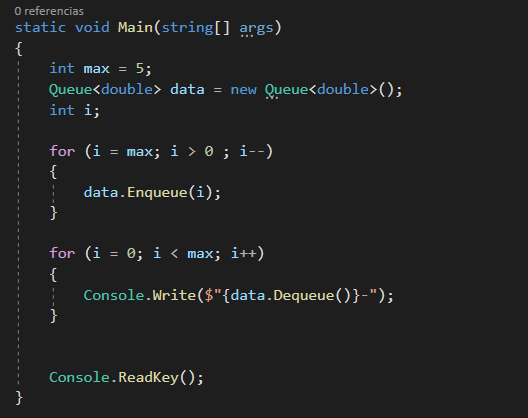 0 referencias
static void Main(string[] args)
{
int max = 5;
Queue<double> data = new Queue<double>();
int i;
for (i = max; i > 0 ; i--)
{
data.Enqueue(i);
}
for (i = 0; i < max; i++)
{
Console.Write($"{data.Dequeue()}-");
}
Console.ReadKey();
}